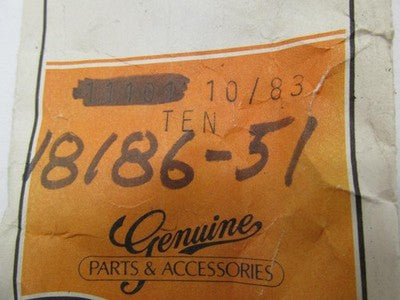 11101 10/83
TEN
18186-51
Genuine
PARTS & ACCESSORIES